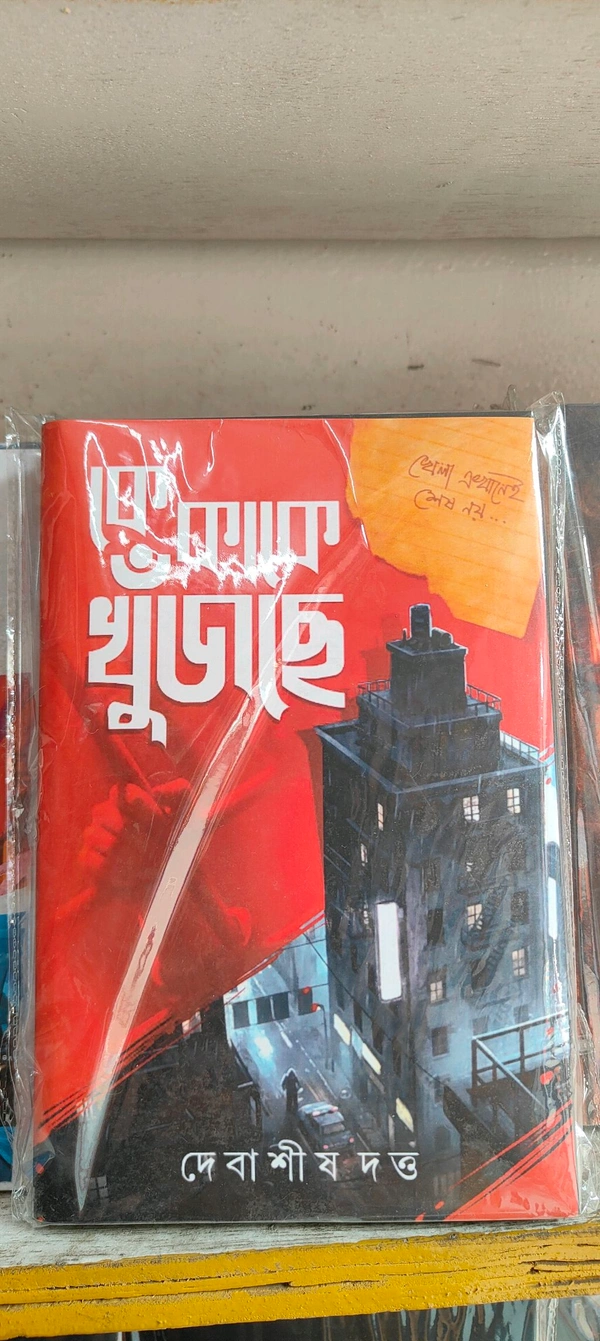 কে কাকে
খুঁজছে
খেলা এখানেই
শেষ নয়...
দেবাশীষ দত্ত